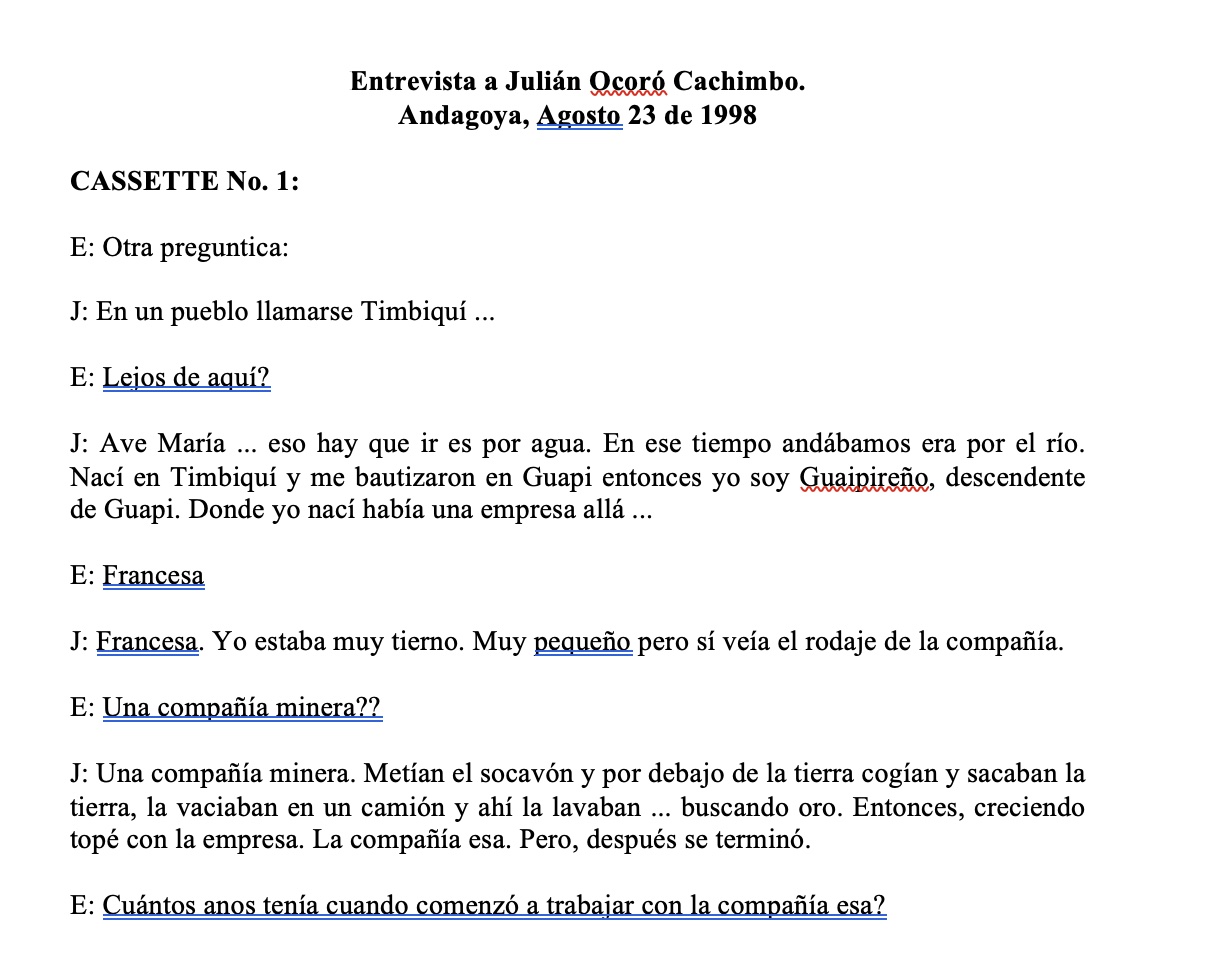 Entrevista a Julián Ocoró Cachimbo.
Andagoya, Agosto 23 de 1998
CASSETTE No. 1:
E: Otra preguntica:
J: En un pueblo llamarse Timbiquí ...
E: Lejos de aquí?
J: Ave María ... eso hay que ir es por agua. En ese tiempo andábamos era por el río.
Nací en Timbiquí y me bautizaron en Guapi entonces yo soy Guaipireño, descendente
de Guapi. Donde yo nací había una empresa allá ...
E: Francesa
J: Francesa. Yo estaba muy tierno. Muy pequeño pero sí veía el rodaje de la compañía.
E: Una compañía minera??
J: Una compañía minera. Metían el socavón y por debajo de la tierra cogían y sacaban la
tierra, la vaciaban en un camión y ahí la lavaban ... buscando oro. Entonces, creciendo
topé con la empresa. La compañía esa. Pero, después se terminó.
E: Cuántos anos tenía cuando comenzó a trabajar con la compañía esa?